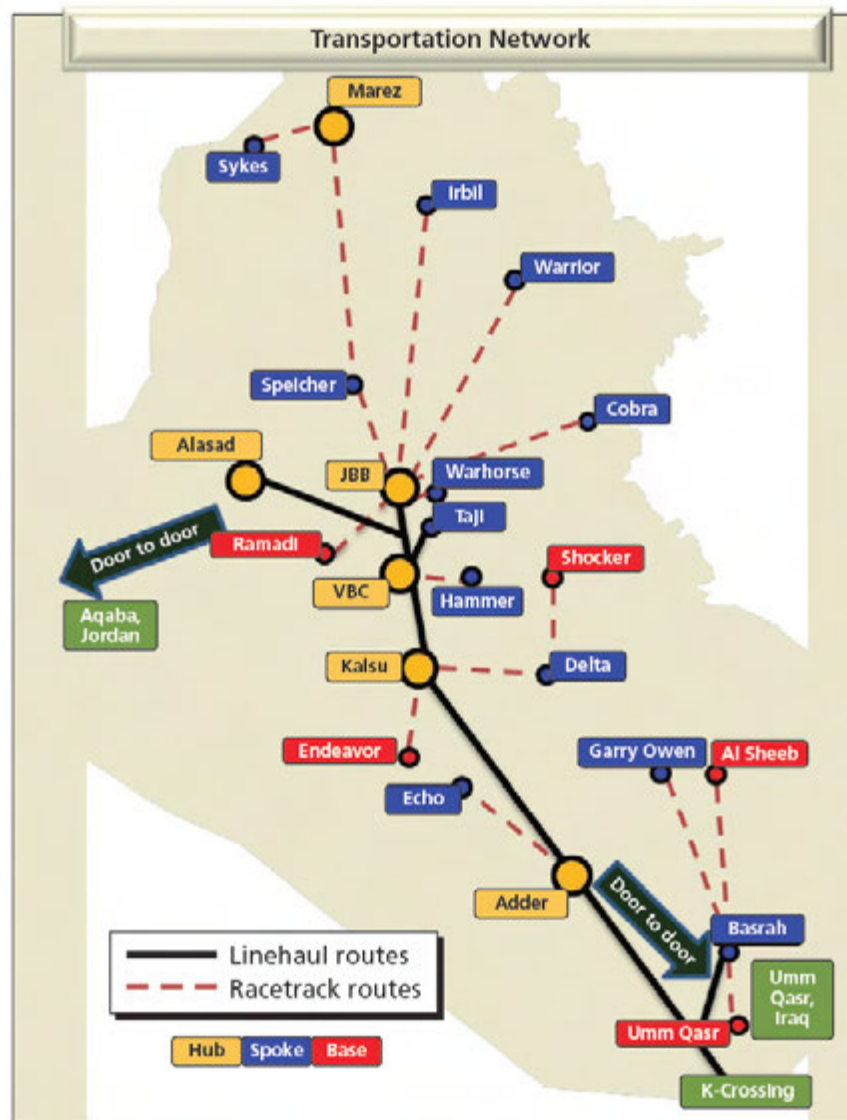 Transportation Network
Marez
Sykes
Irbil
Warrior
Speicher
Cobra
Alasad
JBB
Warhorse
Taji
Door to door
Ramadi
Shocker
VBC
Hammer
Aqaba,
Jordan
Kalsu
Delta
Endeavor
Garry Owen
Al Sheeb
Echo
Adder
Door to door
Basrah
Linehaul routes
Racetrack routes
Umm
Qasr,
Iraq
Umm Qasr
Hub Spoke Base
K-Crossing